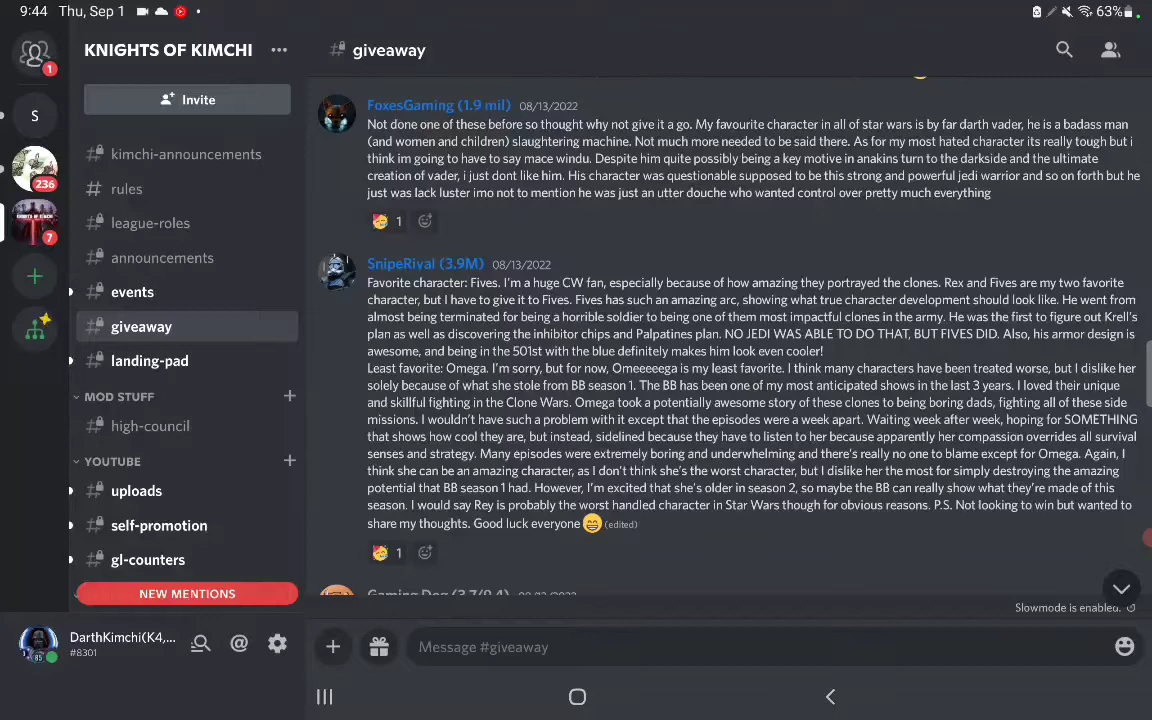 9:44 Thu, Sep 1
63%
1
S
236
7
KNIGHTS OF KIMCHI
Invite
kimchi-announcements
rules
league-roles
announcements
events
giveaway
landing-pad
MOD STUFF
high-council
YOUTUBE
uploads
self-promotion
gl-counters
NEW MENTIONS
DarthKimchi(K4,...
#8301
85
giveaway
FoxesGaming (1.9 mil) 08/13/2022
Not done one of these before so thought why not give it a go. My favourite character in all of star wars is by far darth vader, he is a badass man
(and women and children) slaughtering machine. Not much more needed to be said there. As for my most hated character its really tough but i
think im going to have to say mace windu. Despite him quite possibly being a key motive in anakins turn to the darkside and the ultimate
creation of vader, i just dont like him. His character was questionable supposed to be this strong and powerful jedi warrior and so on forth but he
just was lack luster imo not to mention he was just an utter douche who wanted control over pretty much everything
1
SnipeRival (3.9M) 08/13/2022
Favorite character: Fives. I'm a huge CW fan, especially because of how amazing they portrayed the clones. Rex and Fives are my two favorite
character, but I have to give it to Fives. Fives has such an amazing arc, showing what true character development should look like. He went from
almost being terminated for being a horrible soldier to being one of them most impactful clones in the army. He was the first to figure out Krell's
plan as well as discovering the inhibitor chips and Palpatines plan. NO JEDI WAS ABLE TO DO THAT, BUT FIVES DID. Also, his armor design is
awesome, and being in the 501st with the blue definitely makes him look even cooler!
Least favorite: Omega. I'm sorry, but for now, Omeeeeega is my least favorite. I think many characters have been treated worse, but I dislike her
solely because of what she stole from BB season 1. The BB has been one of my most anticipated shows in the last 3 years. I loved their unique
and skillful fighting in the Clone Wars. Omega took a potentially awesome story of these clones to being boring dads, fighting all of these side
missions. I wouldn't have such a problem with it except that the episodes were a week apart. Waiting week after week, hoping for SOMETHING
that shows how cool they are, but instead, sidelined because they have to listen to her because apparently her compassion overrides all survival
senses and strategy. Many episodes were extremely boring and underwhelming and there's really no one to blame except for Omega. Again, I
think she can be an amazing character, as I don't think she's the worst character, but I dislike her the most for simply destroying the amazing
potential that BB season 1 had. However, I'm excited that she's older in season 2, so maybe the BB can really show what they're made of this
season. I would say Rey is probably the worst handled character in Star Wars though for obvious reasons. P.S. Not looking to win but wanted to
share my thoughts. Good luck everyone 😁 (edited)
1
Gaming Dog (3.7/9.4)
Slowmode is enabled.
Message #giveaway